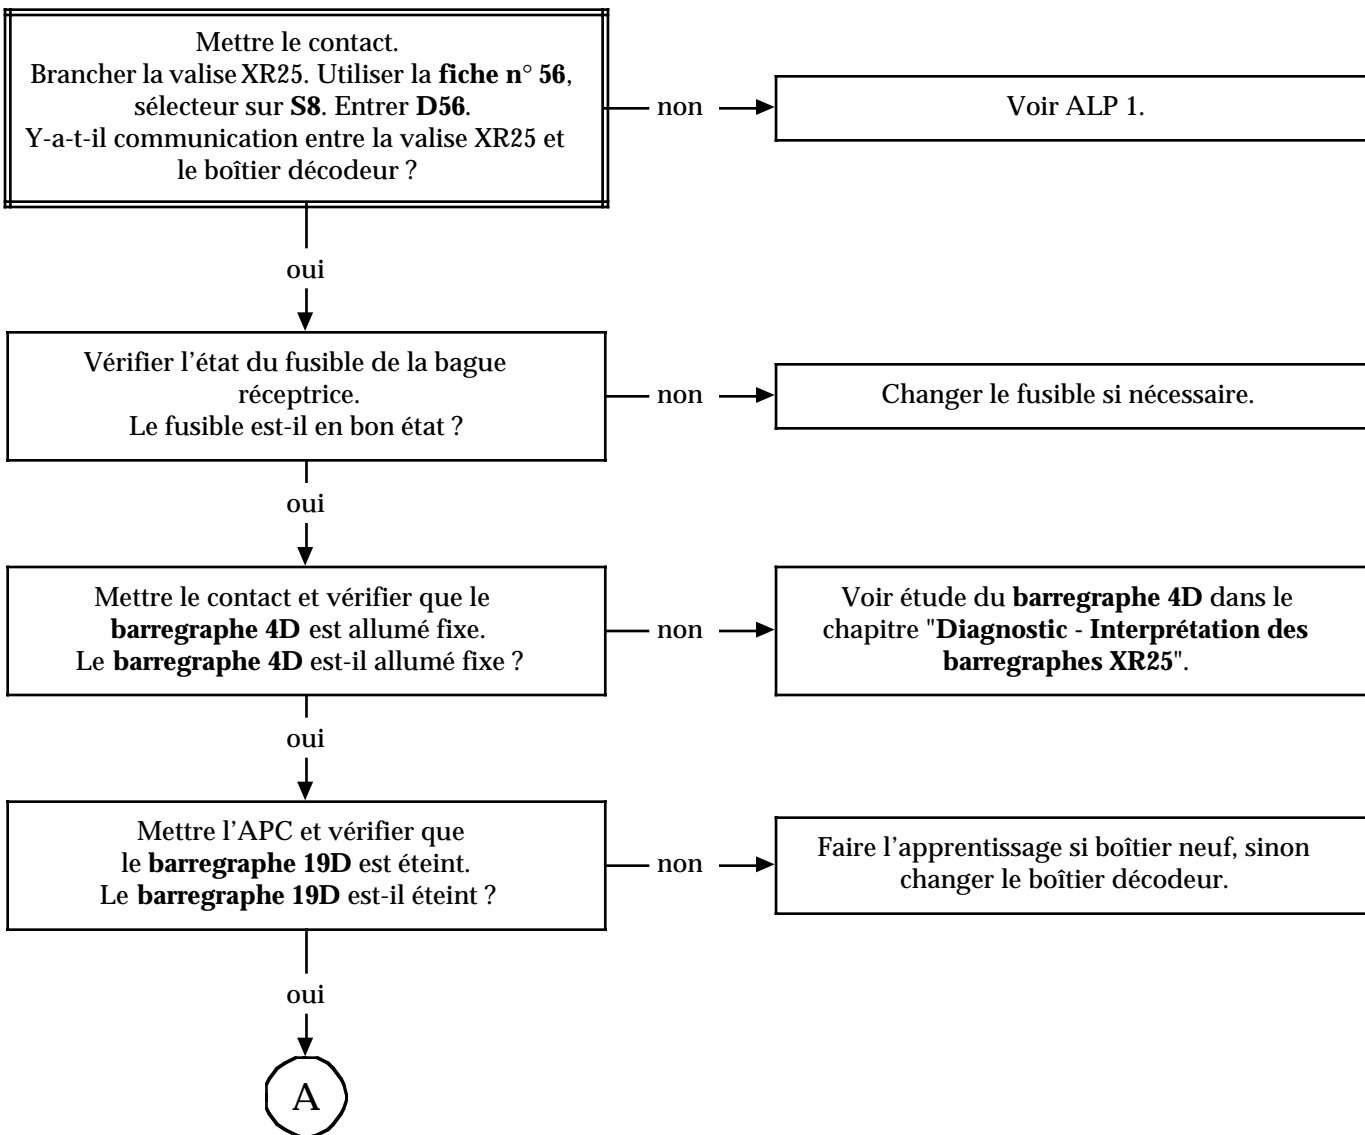 Mettre le contact.
Brancher la valise XR25. Utiliser la fiche n° 56,
sélecteur sur S8. Entrer D56.
Y-a-t-il communication entre la valise XR25 et
le boîtier décodeur ?
non
Voir ALP 1.
oui
Vérifier l'état du fusible de la bague
réceptrice.
Le fusible est-il en bon état ?
non
Changer le fusible si nécessaire.
oui
Mettre le contact et vérifier que le
barregraphe 4D est allumé fixe.
Le barregraphe 4D est-il allumé fixe ?
non
Voir étude du barregraphe 4D dans le
chapitre "Diagnostic - Interprétation des
barregraphes XR25".
oui
Mettre l'APC et vérifier que
le barregraphe 19D est éteint.
Le barregraphe 19D est-il éteint ?
non
Faire l'apprentissage si boîtier neuf, sinon
changer le boîtier décodeur.
oui
A